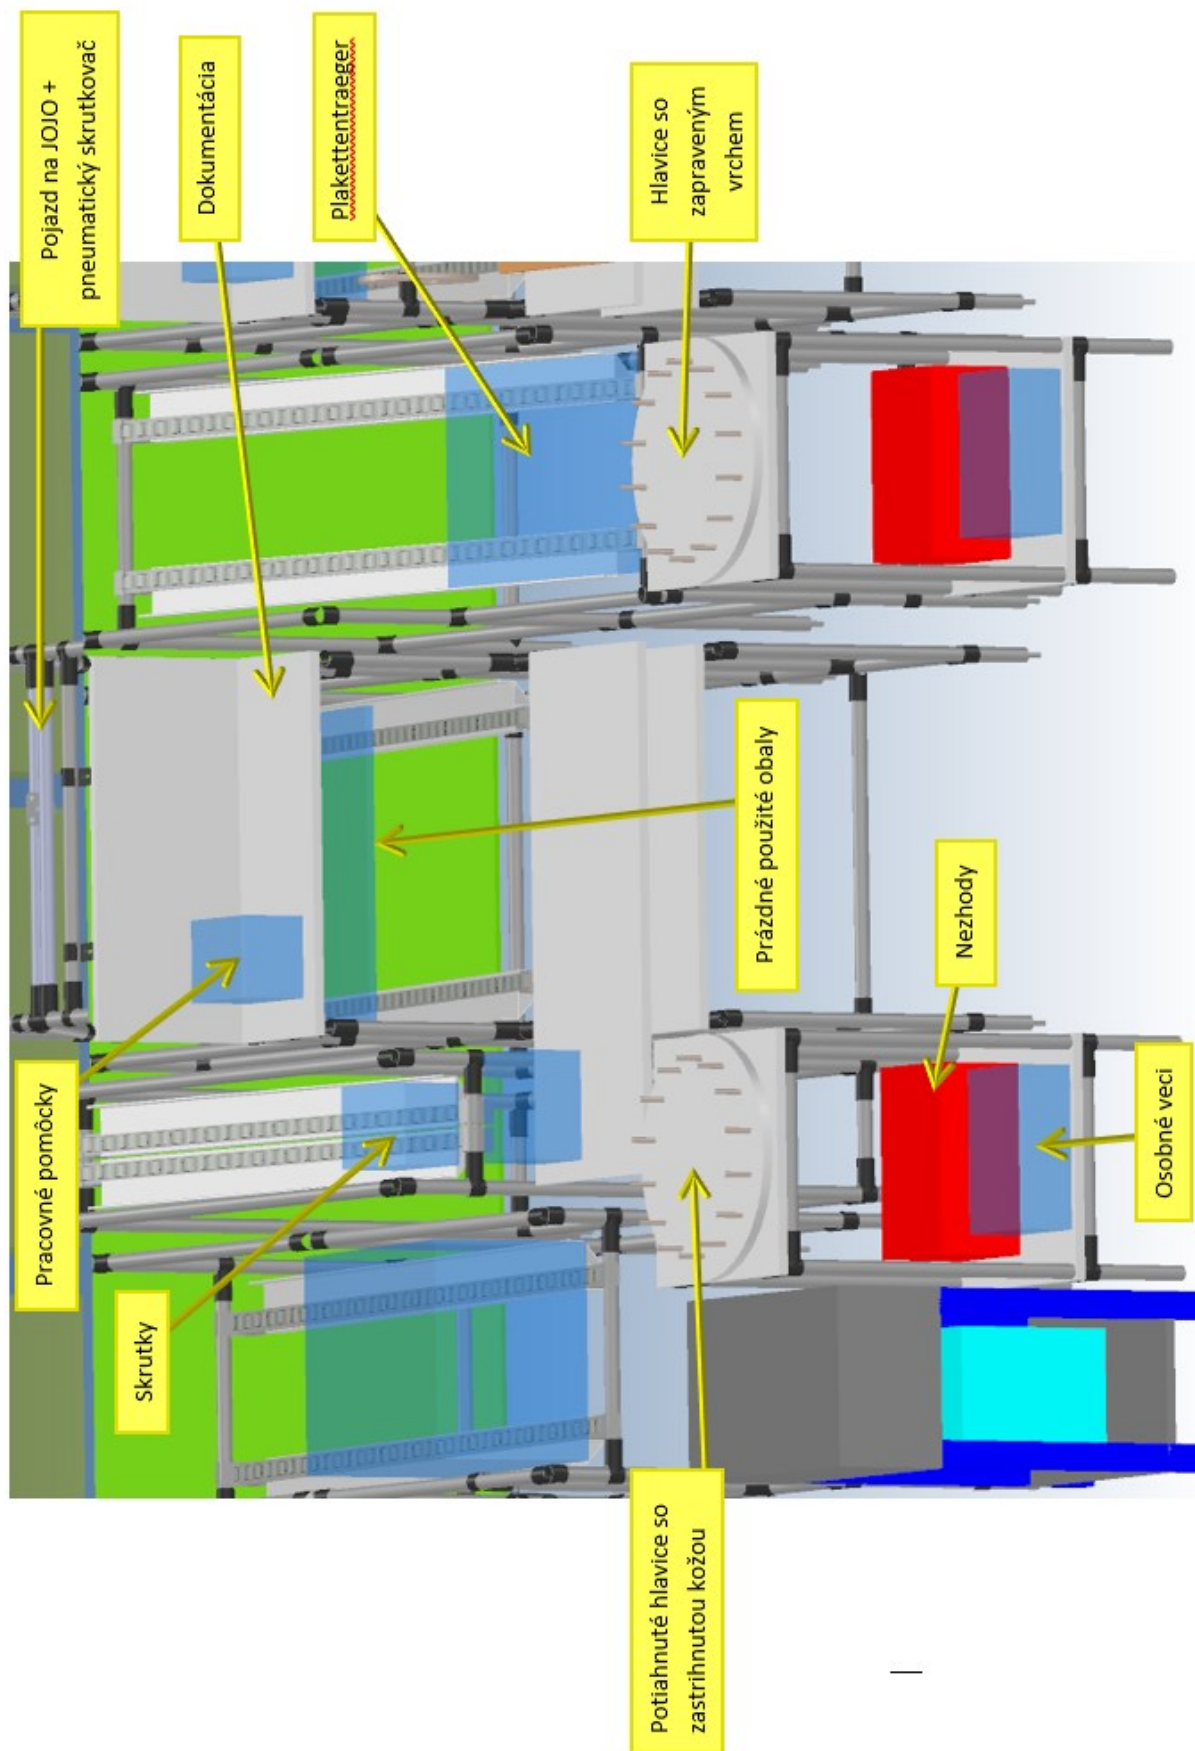 Pojazd na JOJO +
pneumatický skrutkovač
Dokumentácia
Plakettentraeger
Hlavice so
zapraveným
vrchem
Pracovné pomôcky
Skrutky
Prázdné použité obaly
Nezhody
Osobné veci
Potiahnuté hlavice so
zastrihnutou kožou